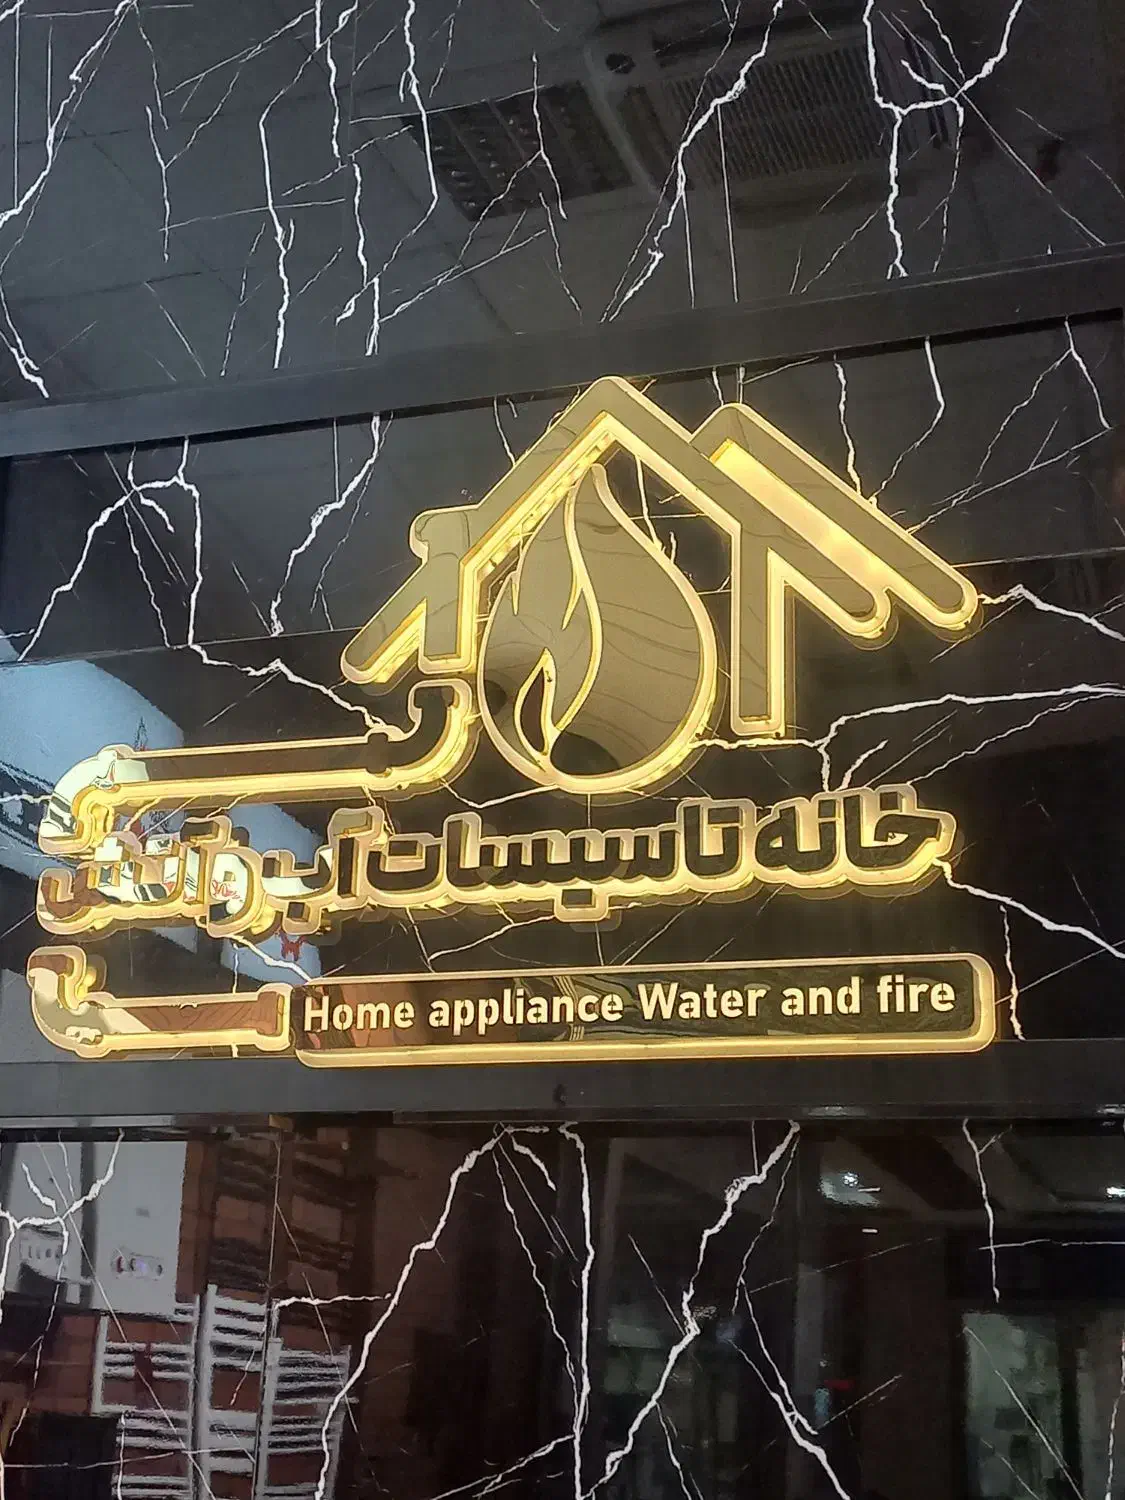 خانه تاسیسات آب و آتش
Home appliance Water and fire